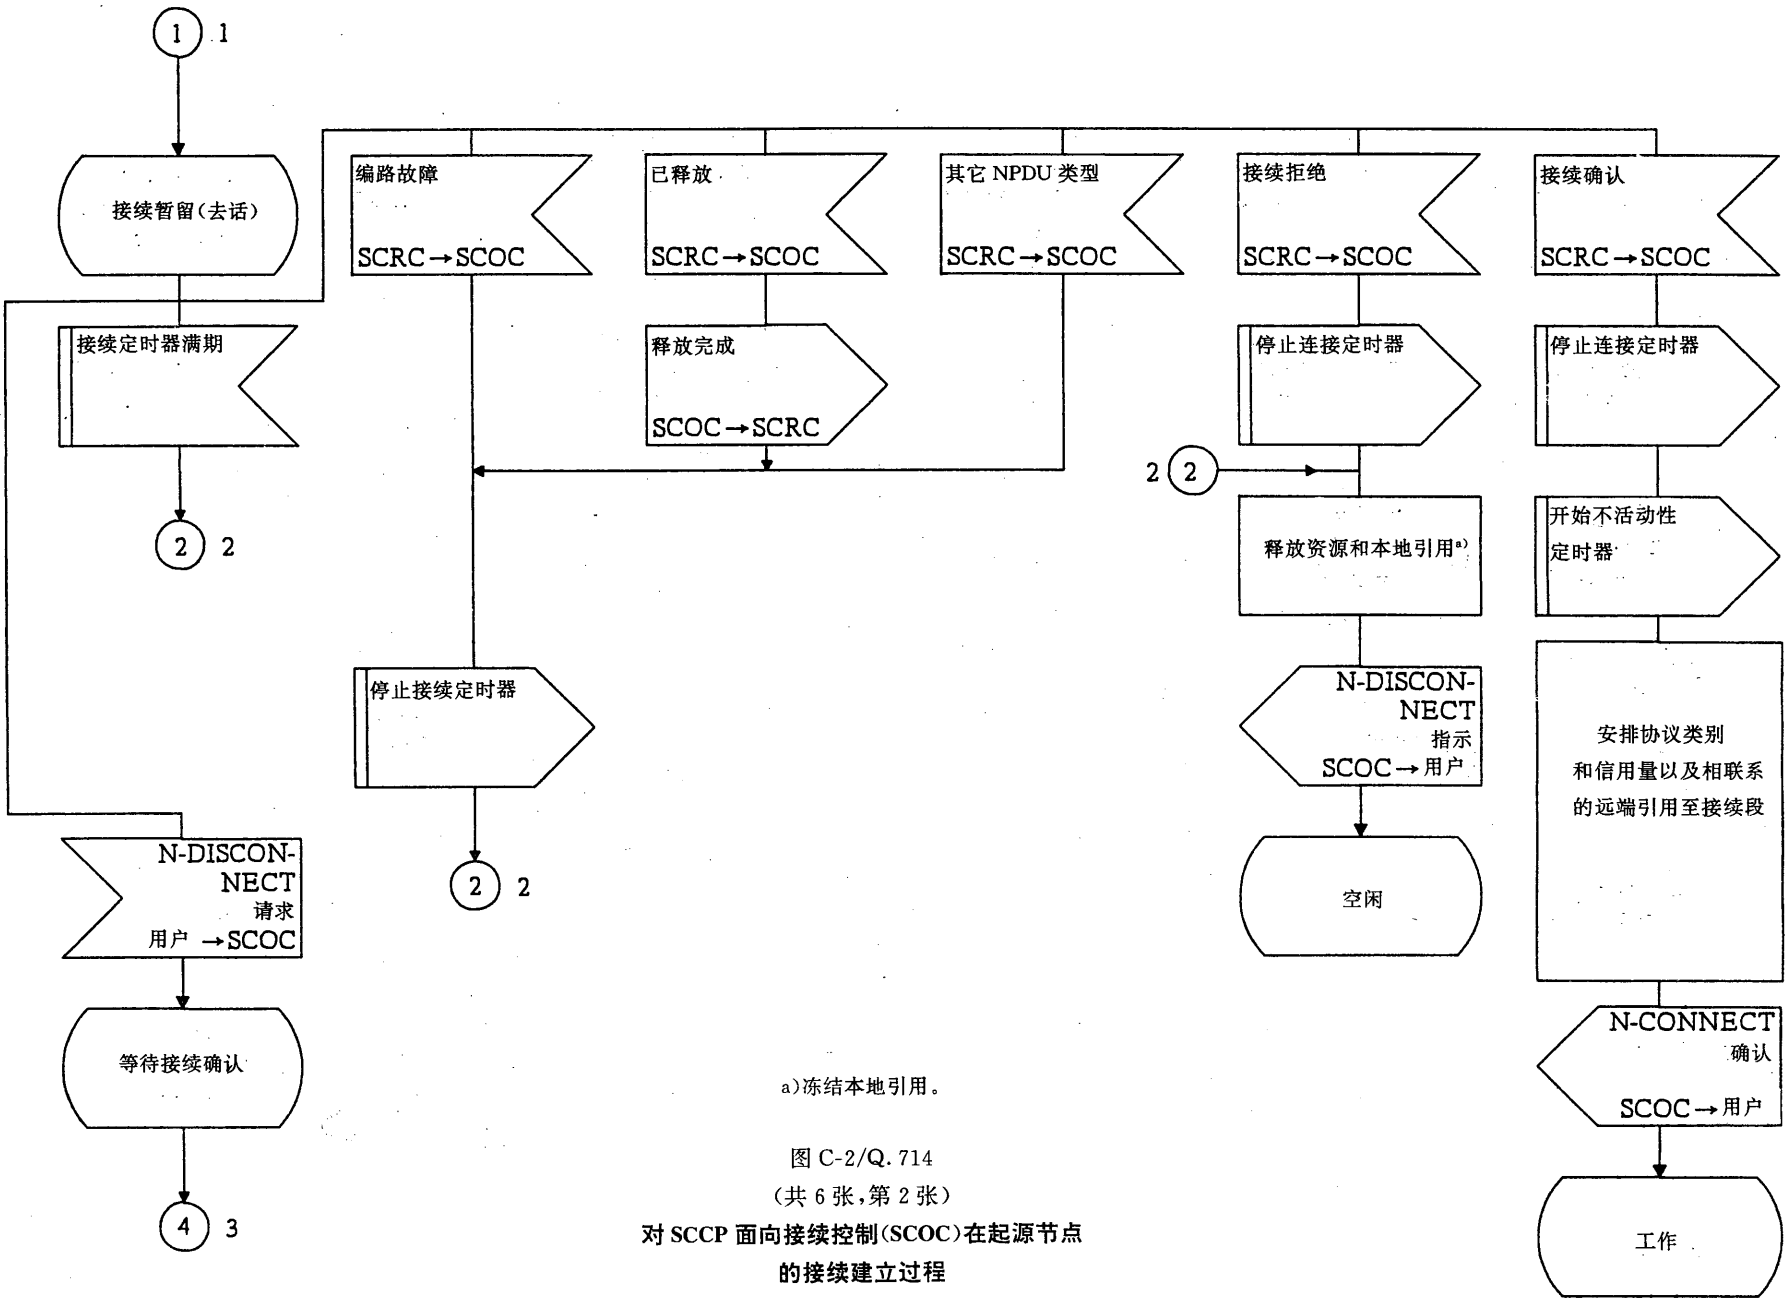 1 1
接续暂留(去话)
接续定时器满期
2 2
N-DISCON-
NECT
请求
用户 →SCOC
等待接续确认
4 3
编路故障
SCRC→SCOC
停止接续定时器
2 2
已释放
SCRC→SCOC
释放完成
SCOC→SCRC
其它 NPDU 类型
SCRC→SCOC
接续拒绝
SCRC→SCOC
停止连接定时器
2 2
释放资源和本地引用a)
N-DISCON-
NECT
指示
SCOC→用户
空闲
接续确认
SCRC→SCOC
停止连接定时器
开始不活动性
定时器
安排协议类别
和信用量以及相联系
的远端引用至接续段
N-CONNECT
确认
SCOC→用户
工作
a)冻结本地引用。
图 C-2/Q.714
(共 6 张,第 2 张)
对 SCCP 面向接续控制(SCOC)在起源节点
的接续建立过程